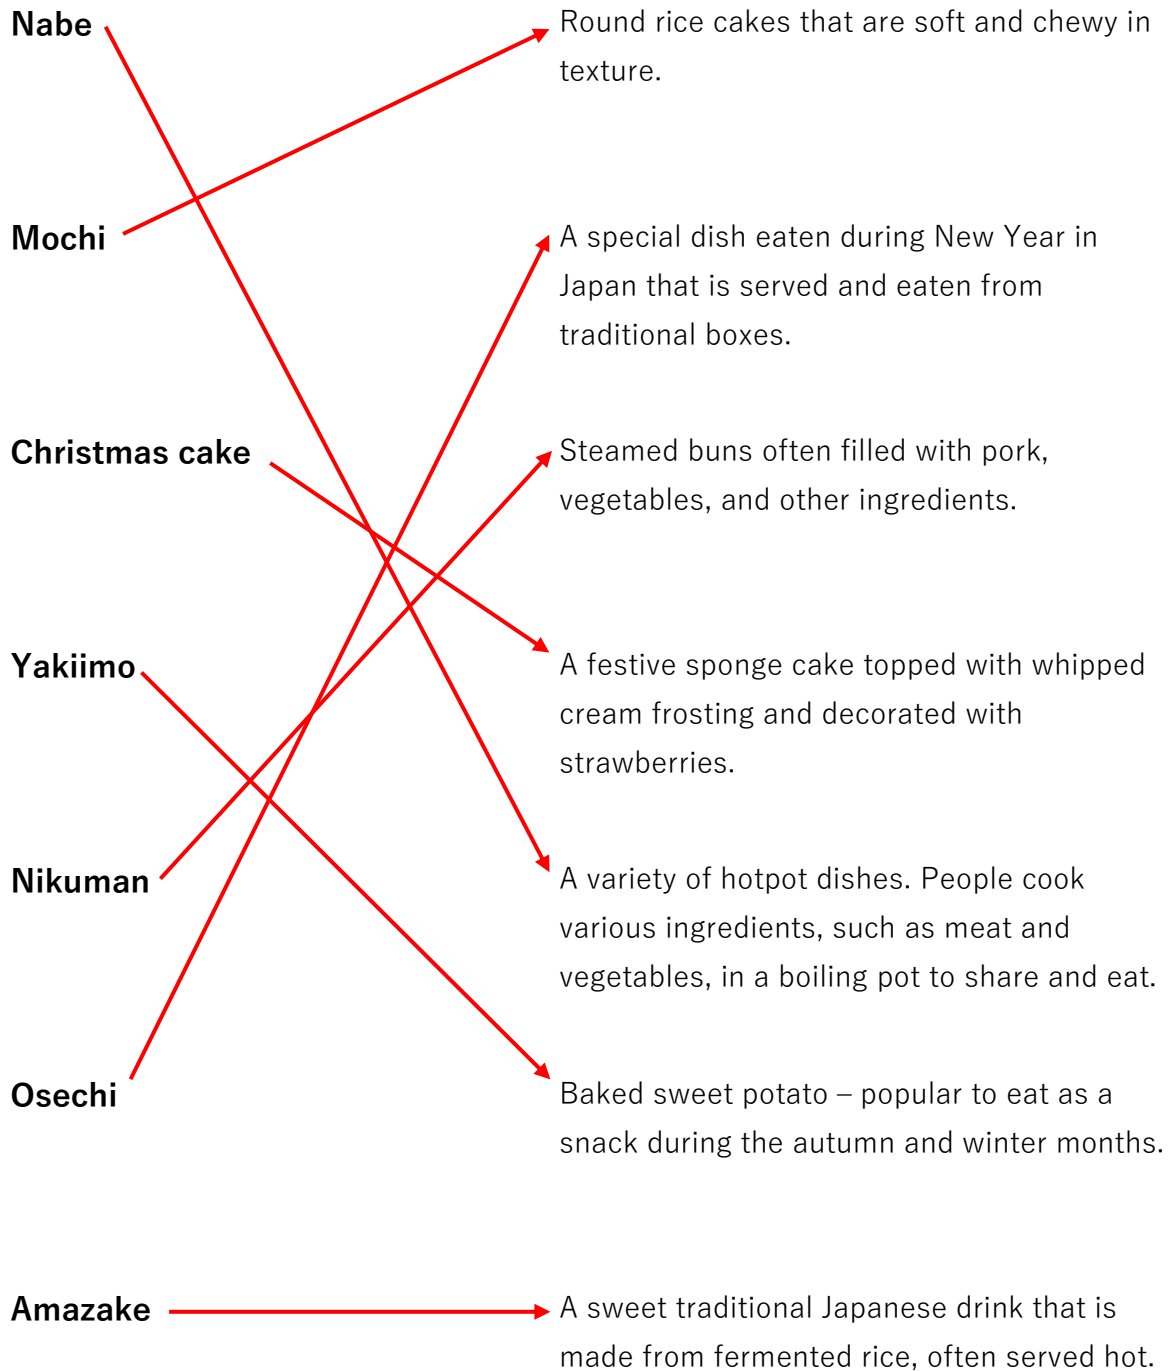 Nabe
Round rice cakes that are soft and chewy in
texture.
Mochi
A special dish eaten during New Year in
Japan that is served and eaten from
traditional boxes.
Christmas cake
Steamed buns often filled with pork,
vegetables, and other ingredients.
Yakiimo
A festive sponge cake topped with whipped
cream frosting and decorated with
strawberries.
Nikuman
A variety of hotpot dishes. People cook
various ingredients, such as meat and
vegetables, in a boiling pot to share and eat.
Osechi
Baked sweet potato – popular to eat as a
snack during the autumn and winter months.
Amazake
A sweet traditional Japanese drink that is
made from fermented rice, often served hot.